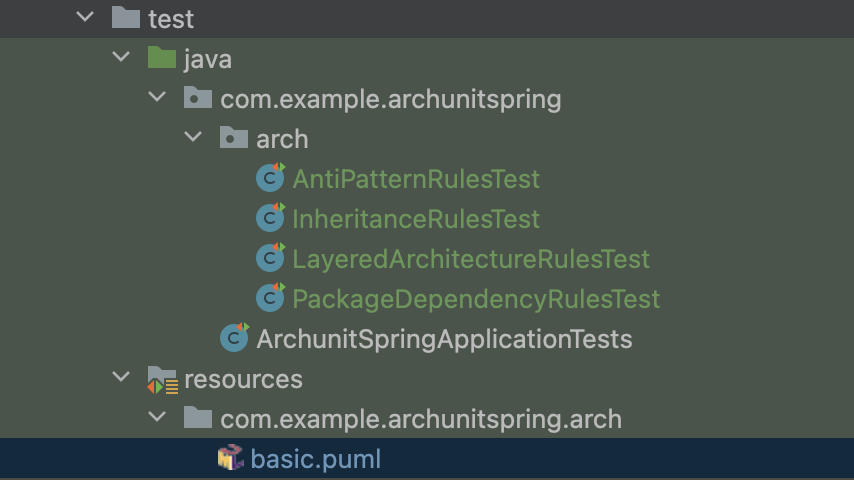 test
java
com.example.archunitspring
arch
AntiPatternRulesTest
InheritanceRulesTest
LayeredArchitectureRulesTest
PackageDependencyRulesTest
ArchunitSpringApplicationTests
resources
com.example.archunitspring.arch
basic.puml